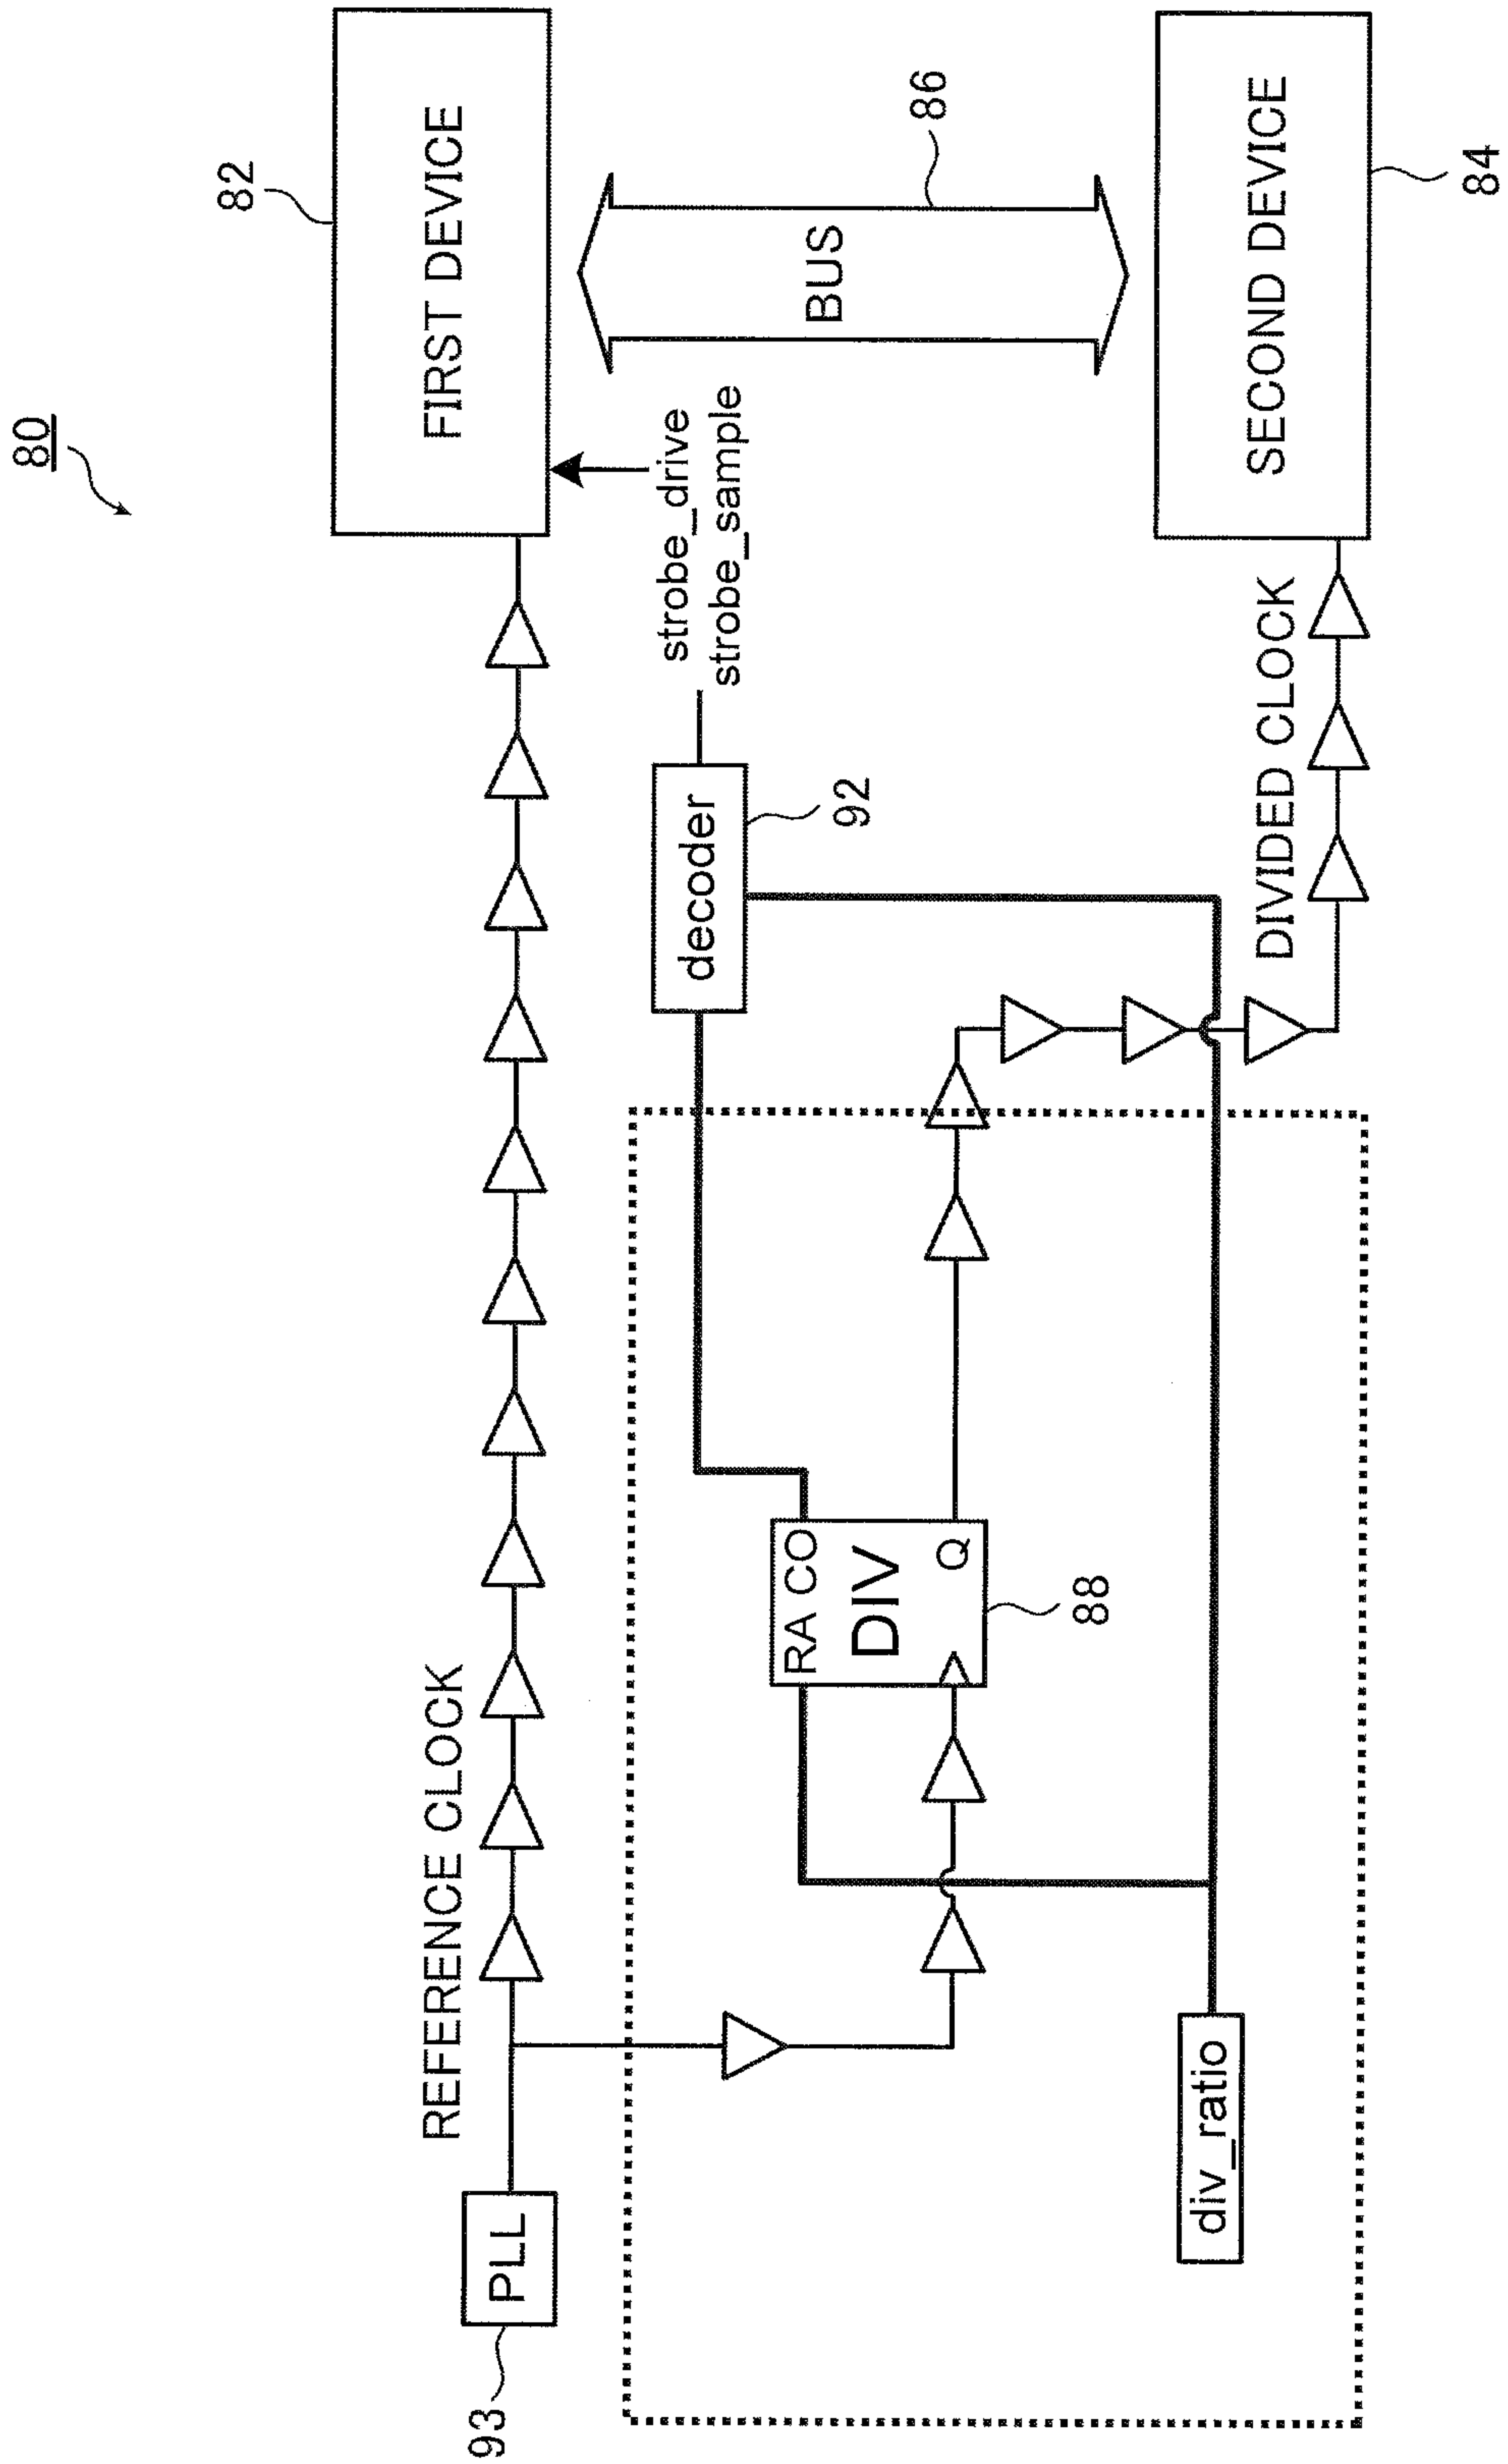 80
82
FIRST DEVICE
REFERENCE CLOCK
PLL
93
86
BUS
strobe_drive
strobe_sample
decoder
92
RA CO
DIV
Q
88
div_ratio
DIVIDED CLOCK
SECOND DEVICE
84